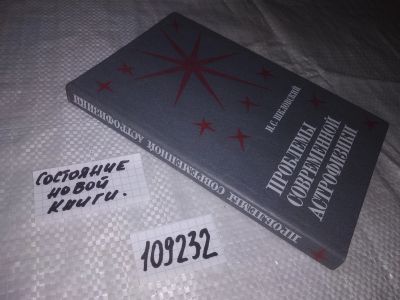 И.С. ШКЛОВСКИЙ
ПРОБЛЕМЫ
СОВРЕМЕННОЙ
АСТРОФИЗИКИ
ПРОБЛЕМЫ СОВРЕМЕННОЙ АСТРОФИЗИКИ
СОСТОЯНИЕ
НОВОЙ
КНИГИ.
109232